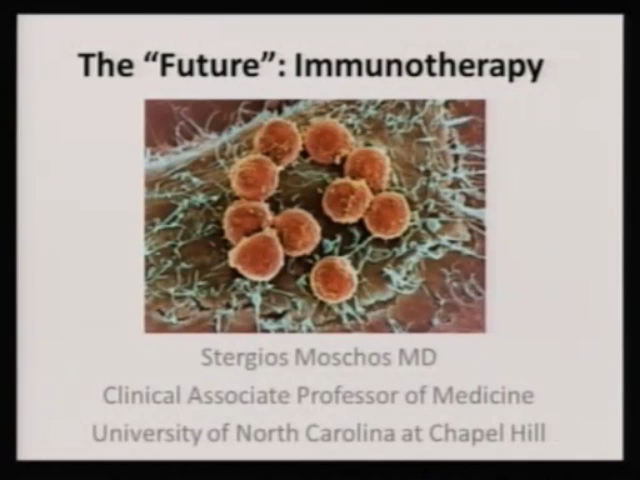 The “Future”: Immunotherapy
Stergios Moschos MD
Clinical Associate Professor of Medicine
University of North Carolina at Chapel Hill